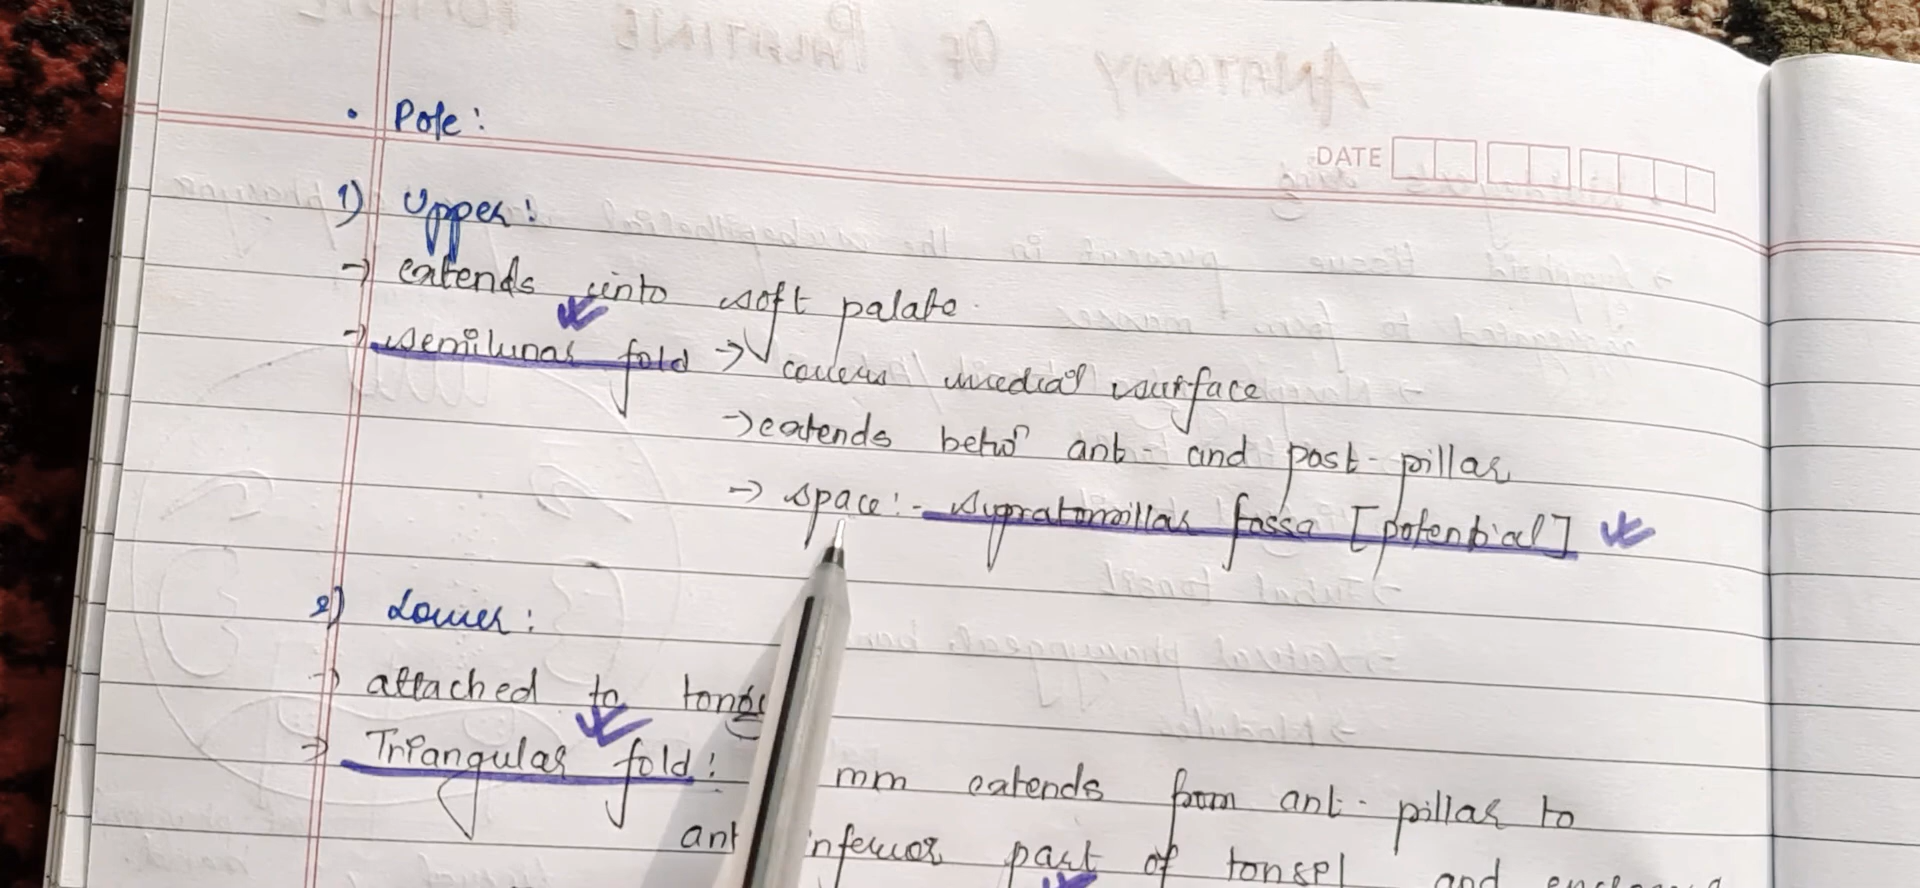 • Pole:
DATE
1) Upper:
→ extends into soft palate.
→ semilunar fold → covers medial surface
→ extends betwn ant- and post- pillar
→ space:- supratonsillar fossa [potential]
2) Lower:
→ attached to
→ Triangular fold: mm extends from ant- pillar to
ant inferior part of tonsil and